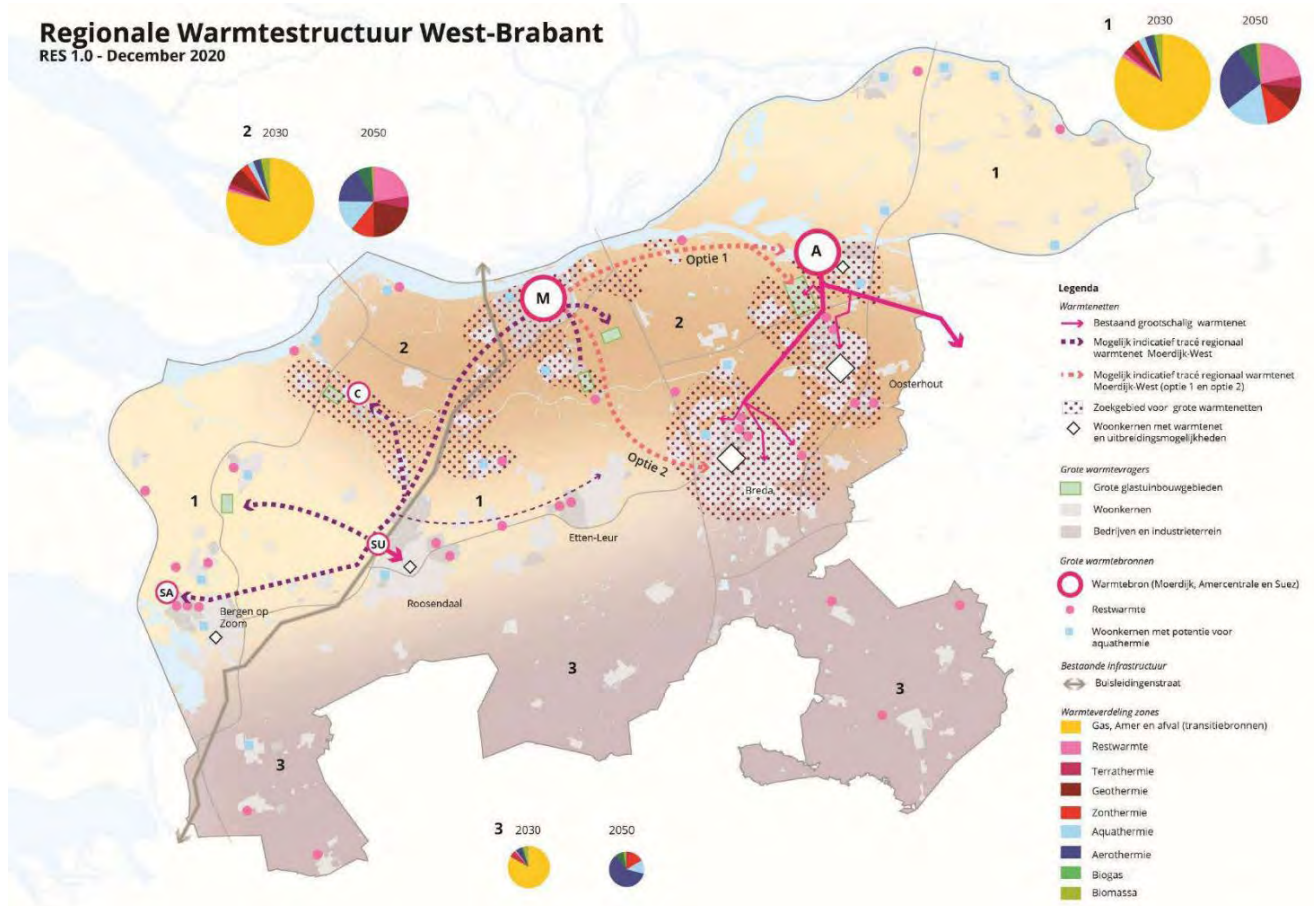 Regionale Warmtestructuur West-Brabant
RES 1.0 - December 2020
1 2030 2050
2 2030 2050
1
A
Optie 1
M
2
2
Oosterhout
C
Optie 2
Breda
1
1
Etten-Leur
SU
SA
Roosendaal
Bergen op
Zoom
3
3
3
3 2030 2050
Legenda
Warmtenetten
Bestaand grootschalig warmtenet
Mogelijk indicatief tracé regionaal
warmtenet Moerdijk-West
Mogelijk indicatief tracé regionaal warmtenet
Moerdijk-West (optie 1 en optie 2)
Zoekgebied voor grote warmtenetten
Woonkernen met warmtenet
en uitbreidingsmogelijkheden
Grote warmtevragers
Grote glastuinbouwgebieden
Woonkernen
Bedrijven en industrieterrein
Grote warmtebronnen
Warmtebron (Moerdijk, Amercentrale en Suez)
Restwarmte
Woonkernen met potentie voor
aquathermie
Bestaande infrastructuur
Buisleidingenstraat
Warmteverdeling zones
Gas, Amer en afval (transitiebronnen)
Restwarmte
Terrathermie
Geothermie
Zonthermie
Aquathermie
Aerothermie
Biogas
Biomassa